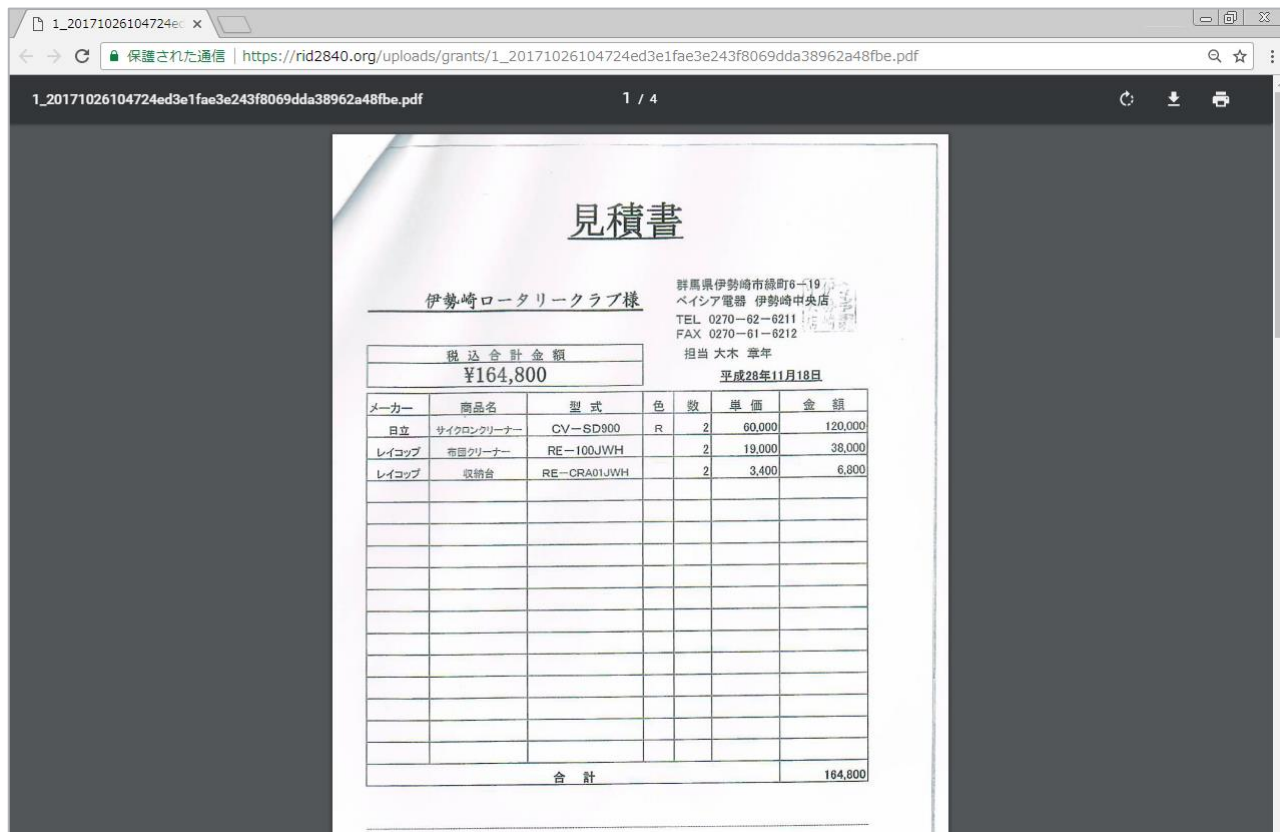 1_20171026104724ec
保護された通信 | https://rid2840.org/uploads/grants/1_20171026104724ed3e1fae3e243f8069dda38962a48fbe.pdf
1_20171026104724ed3e1fae3e243f8069dda38962a48fbe.pdf 1 / 4
見積書
群馬県伊勢崎市緑町6-19
伊勢崎ロータリークラブ様 ベイシア電器 伊勢崎中央店
TEL 0270-62-6211
FAX 0270-61-6212
税込合計金額 担当 大木 章年
¥164,800 平成28年11月18日
メーカー 商品名 型式 色 数 単価 金額
日立 サイクロンクリーナー CV-SD900 R 2 60,000 120,000
レイコップ 布団クリーナー RE-100JWH 2 19,000 38,000
レイコップ 収納台 RE-CRA01JWH 2 3,400 6,800
合計 164,800